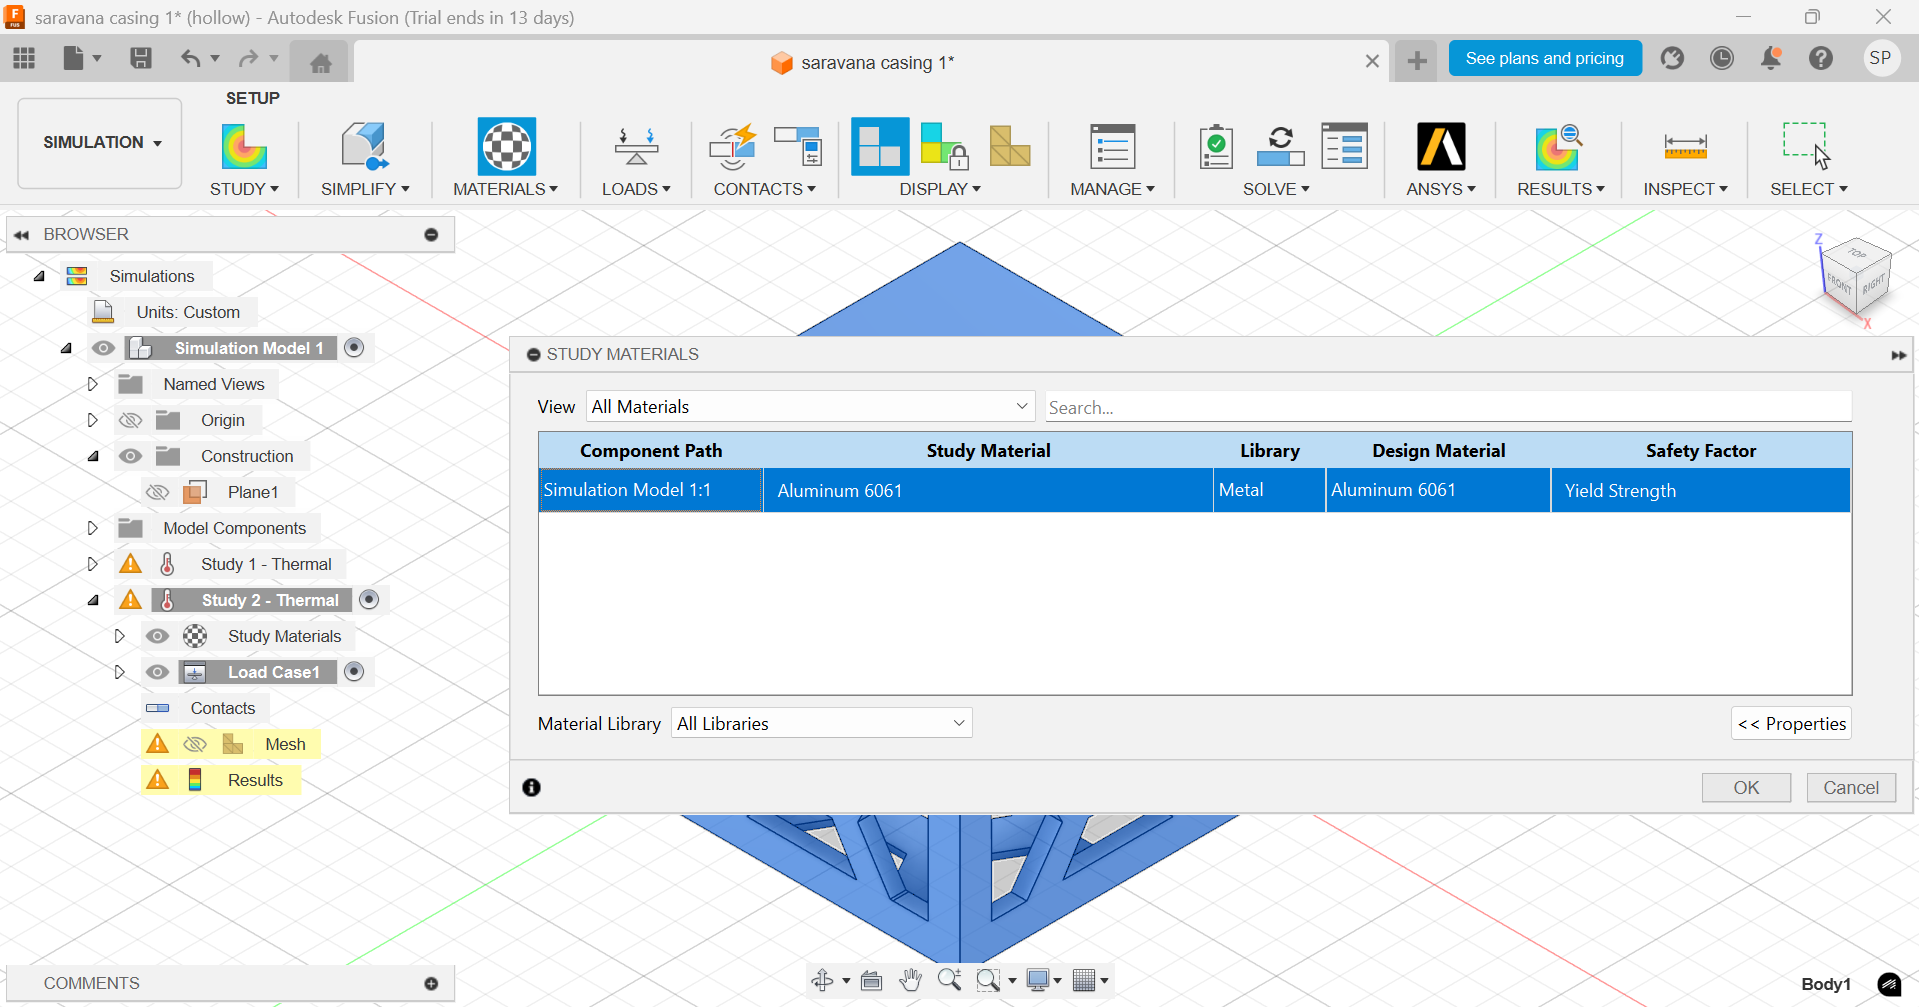 saravana casing 1* (hollow) - Autodesk Fusion (Trial ends in 13 days)
saravana casing 1*
See plans and pricing
SP
SETUP
SIMULATION
STUDY
SIMPLIFY
MATERIALS
LOADS
CONTACTS
DISPLAY
MANAGE
SOLVE
ANSYS
RESULTS
INSPECT
SELECT
BROWSER
Simulations
Units: Custom
Simulation Model 1
Named Views
Origin
Construction
Plane1
Model Components
Study 1 - Thermal
Study 2 - Thermal
Study Materials
Load Case1
Contacts
Mesh
Results
Z
TOP
FRONT
RIGHT
X
STUDY MATERIALS
View All Materials Search...
Component Path Study Material Library Design Material Safety Factor
Simulation Model 1:1 Aluminum 6061 Metal Aluminum 6061 Yield Strength
Material Library All Libraries << Properties
OK Cancel
COMMENTS
Body1